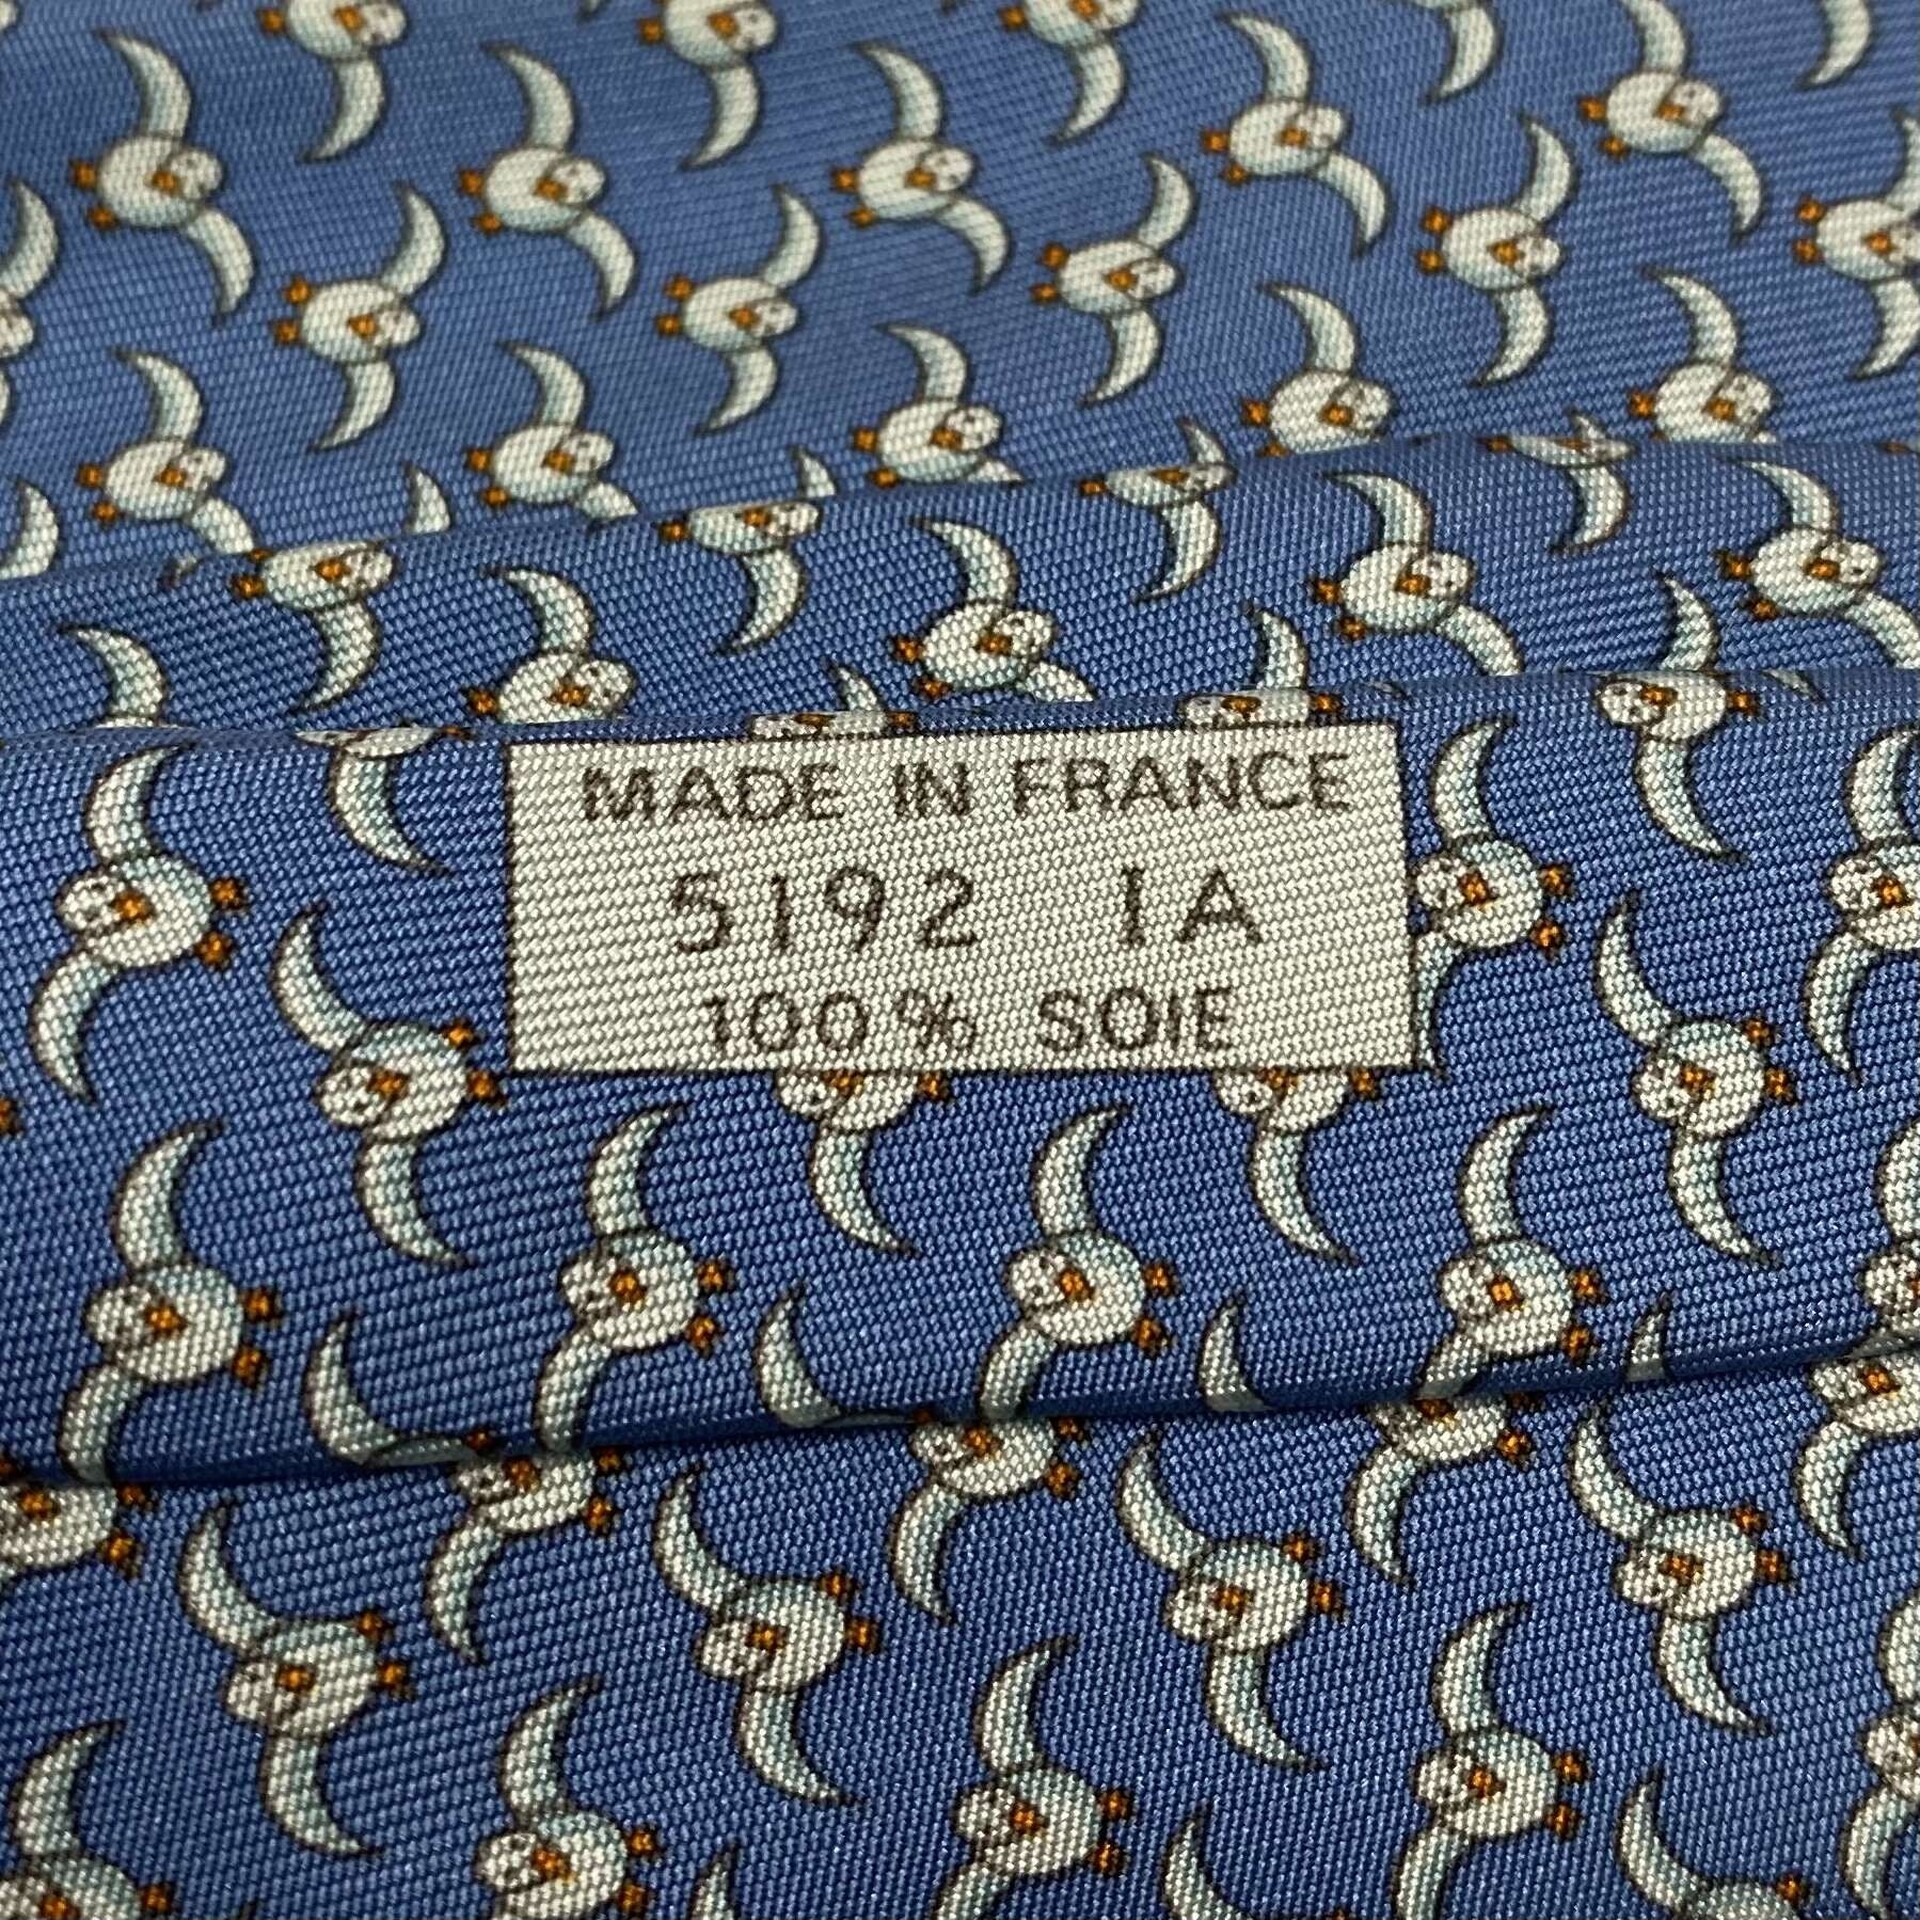 MADE IN FRANCE
5192 IA
100% SOIE